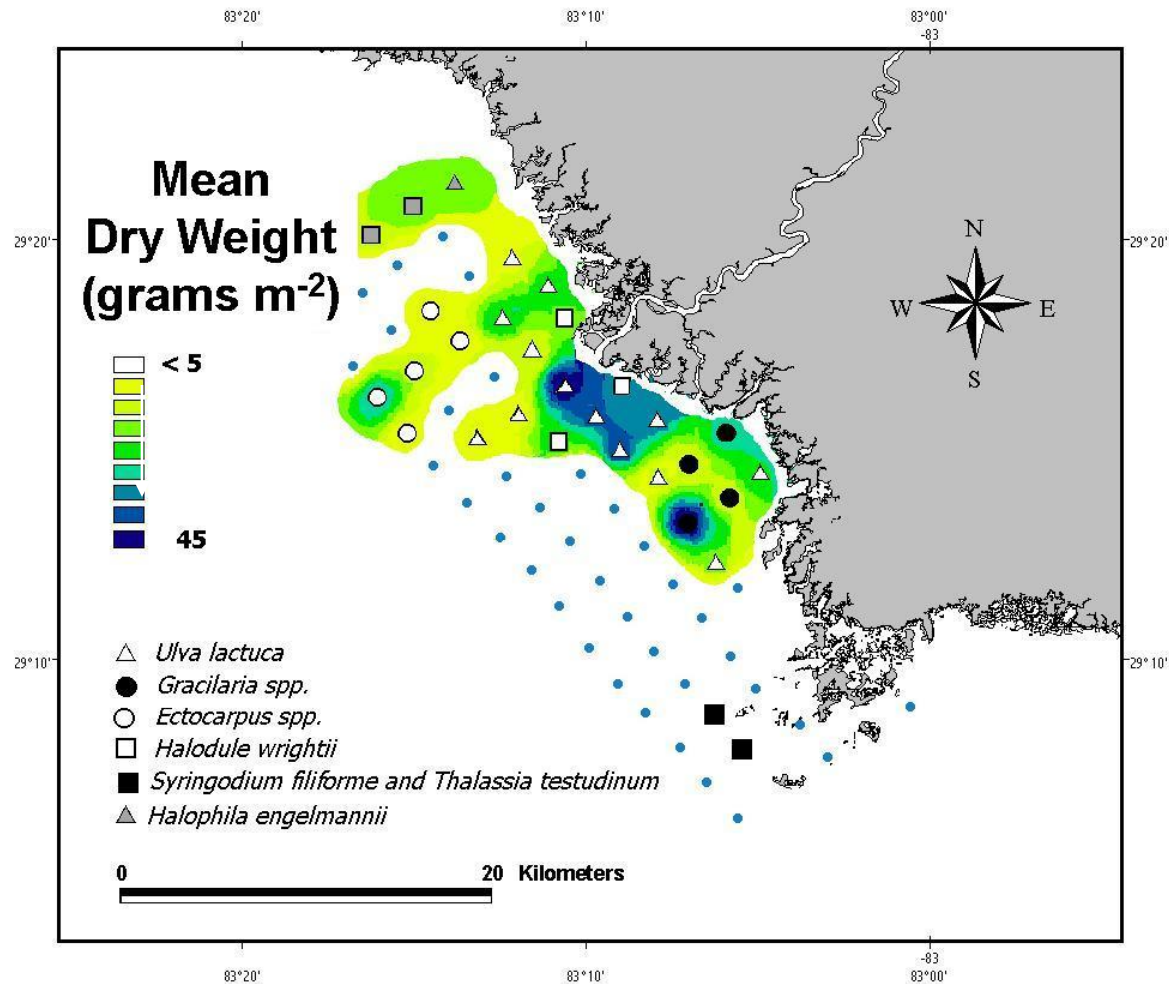 83°20'
83°10'
83°00'
-83
Mean
Dry Weight
(grams m-2)
29°20'
29°20'
N
W
E
S
< 5
45
Ulva lactuca
Gracilaria spp.
Ectocarpus spp.
Halodule wrightii
Syringodium filiforme and Thalassia testudinum
Halophila engelmannii
29°10'
29°10'
0
20 Kilometers
-83
83°20'
83°10'
83°00'